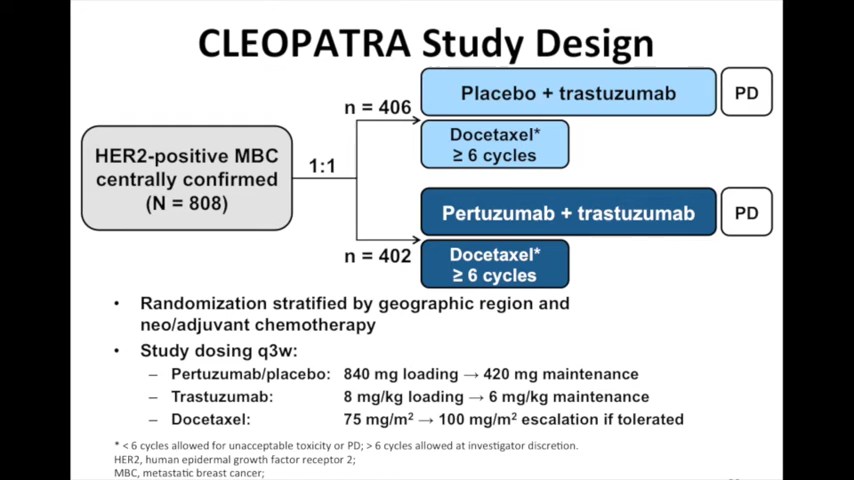 CLEOPATRA Study Design
Placebo + trastuzumab
PD
n = 406
Docetaxel*
≥ 6 cycles
HER2-positive MBC
centrally confirmed
(N = 808)
1:1
Pertuzumab + trastuzumab
PD
n = 402
Docetaxel*
≥ 6 cycles
• Randomization stratified by geographic region and
neo/adjuvant chemotherapy
• Study dosing q3w:
– Pertuzumab/placebo: 840 mg loading → 420 mg maintenance
– Trastuzumab: 8 mg/kg loading → 6 mg/kg maintenance
– Docetaxel: 75 mg/m² → 100 mg/m² escalation if tolerated
* < 6 cycles allowed for unacceptable toxicity or PD; > 6 cycles allowed at investigator discretion.
HER2, human epidermal growth factor receptor 2;
MBC, metastatic breast cancer;